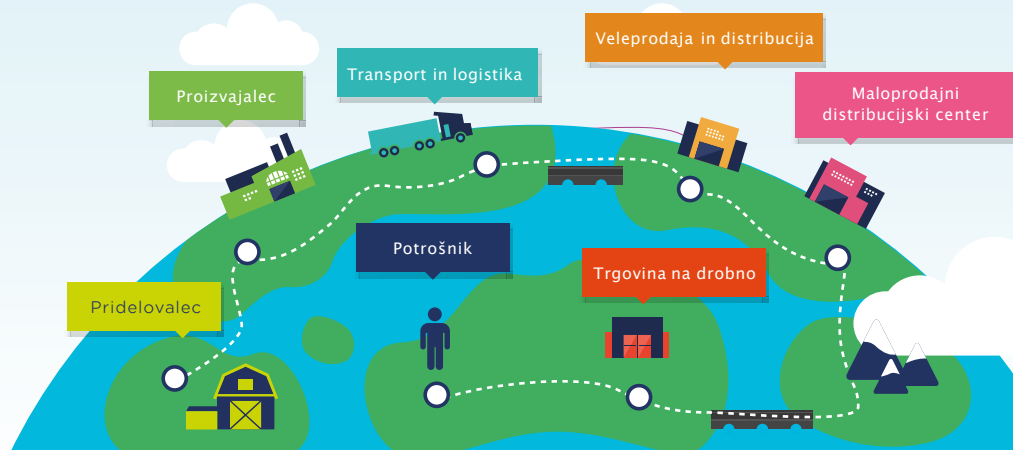 Veleprodaja in distribucija
Transport in logistika
Proizvajalec
Maloprodajni
distribucijski center
Potrošnik
Trgovina na drobno
Pridelovalec